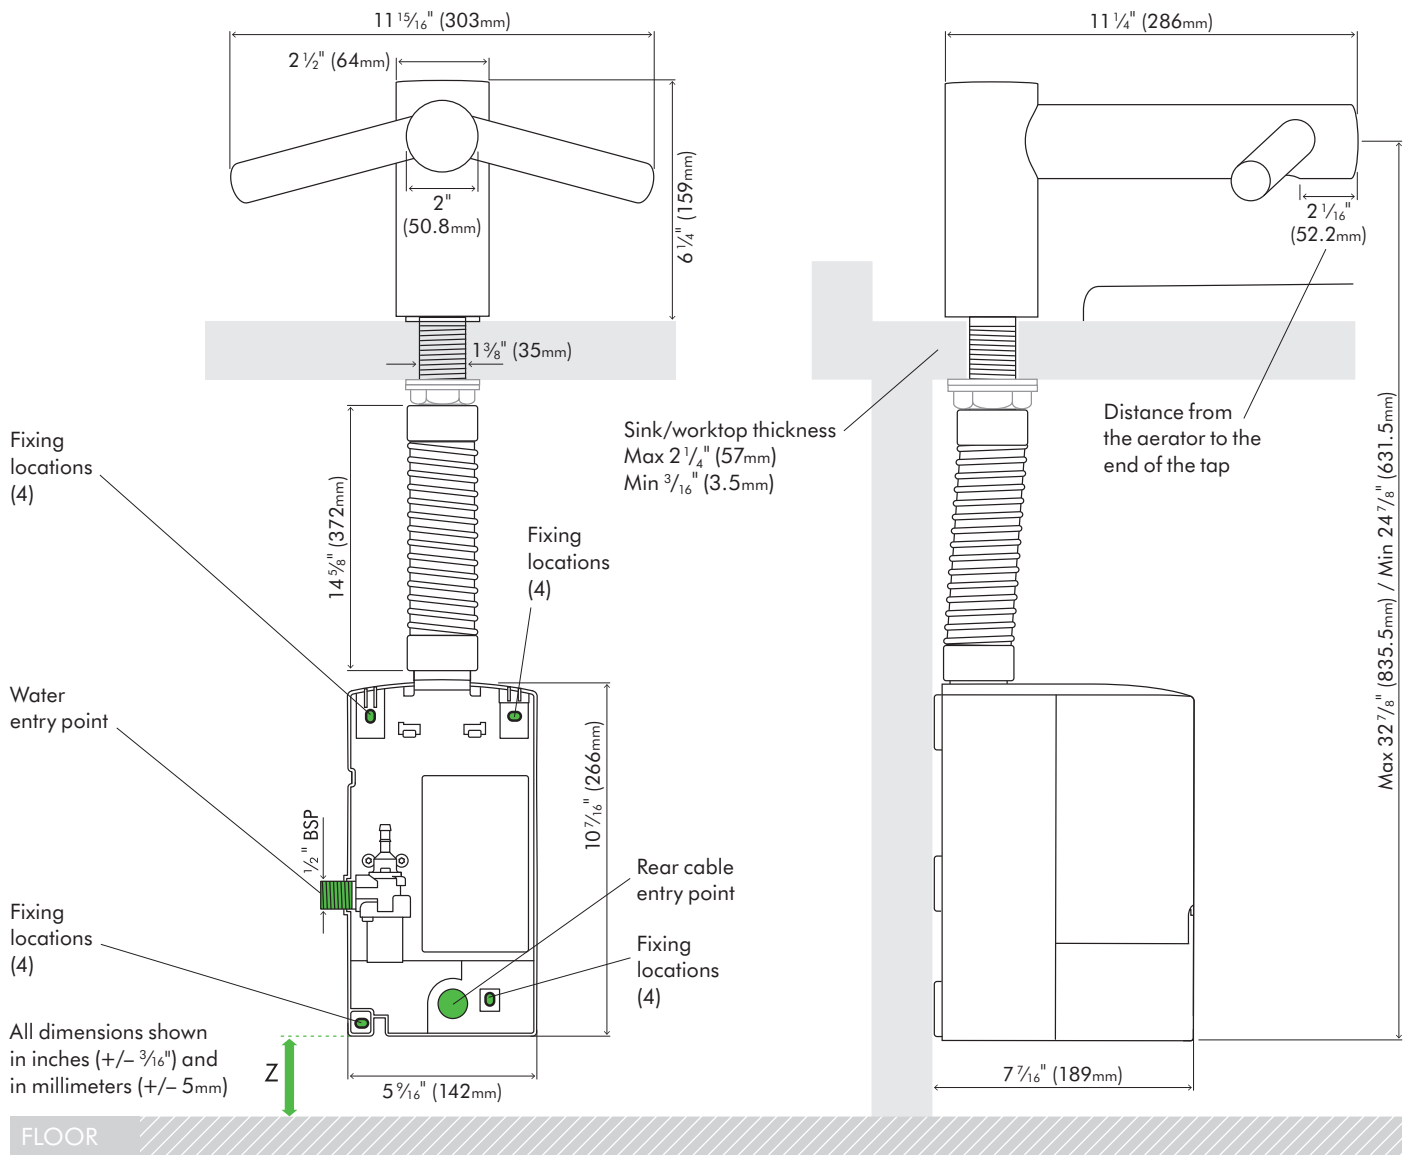 11 15/16" (303mm)
2 1/2" (64mm)
2"
(50.8mm)
6 1/4" (159mm)
11 1/4" (286mm)
2 1/16"
(52.2mm)
1 3/8" (35mm)
Sink/worktop thickness
Max 2 1/4" (57mm)
Min 3/16" (3.5mm)
Distance from
the aerator to the
end of the tap
Max 32 7/8" (835.5mm) / Min 24 7/8" (631.5mm)
Fixing
locations
(4)
14 5/8" (372mm)
Fixing
locations
(4)
Water
entry point
10 7/16" (266mm)
1/2" BSP
Rear cable
entry point
Fixing
locations
(4)
Fixing
locations
(4)
All dimensions shown
in inches (+/– 3/16") and
in millimeters (+/– 5mm)
Z
5 9/16" (142mm)
7 7/16" (189mm)
FLOOR